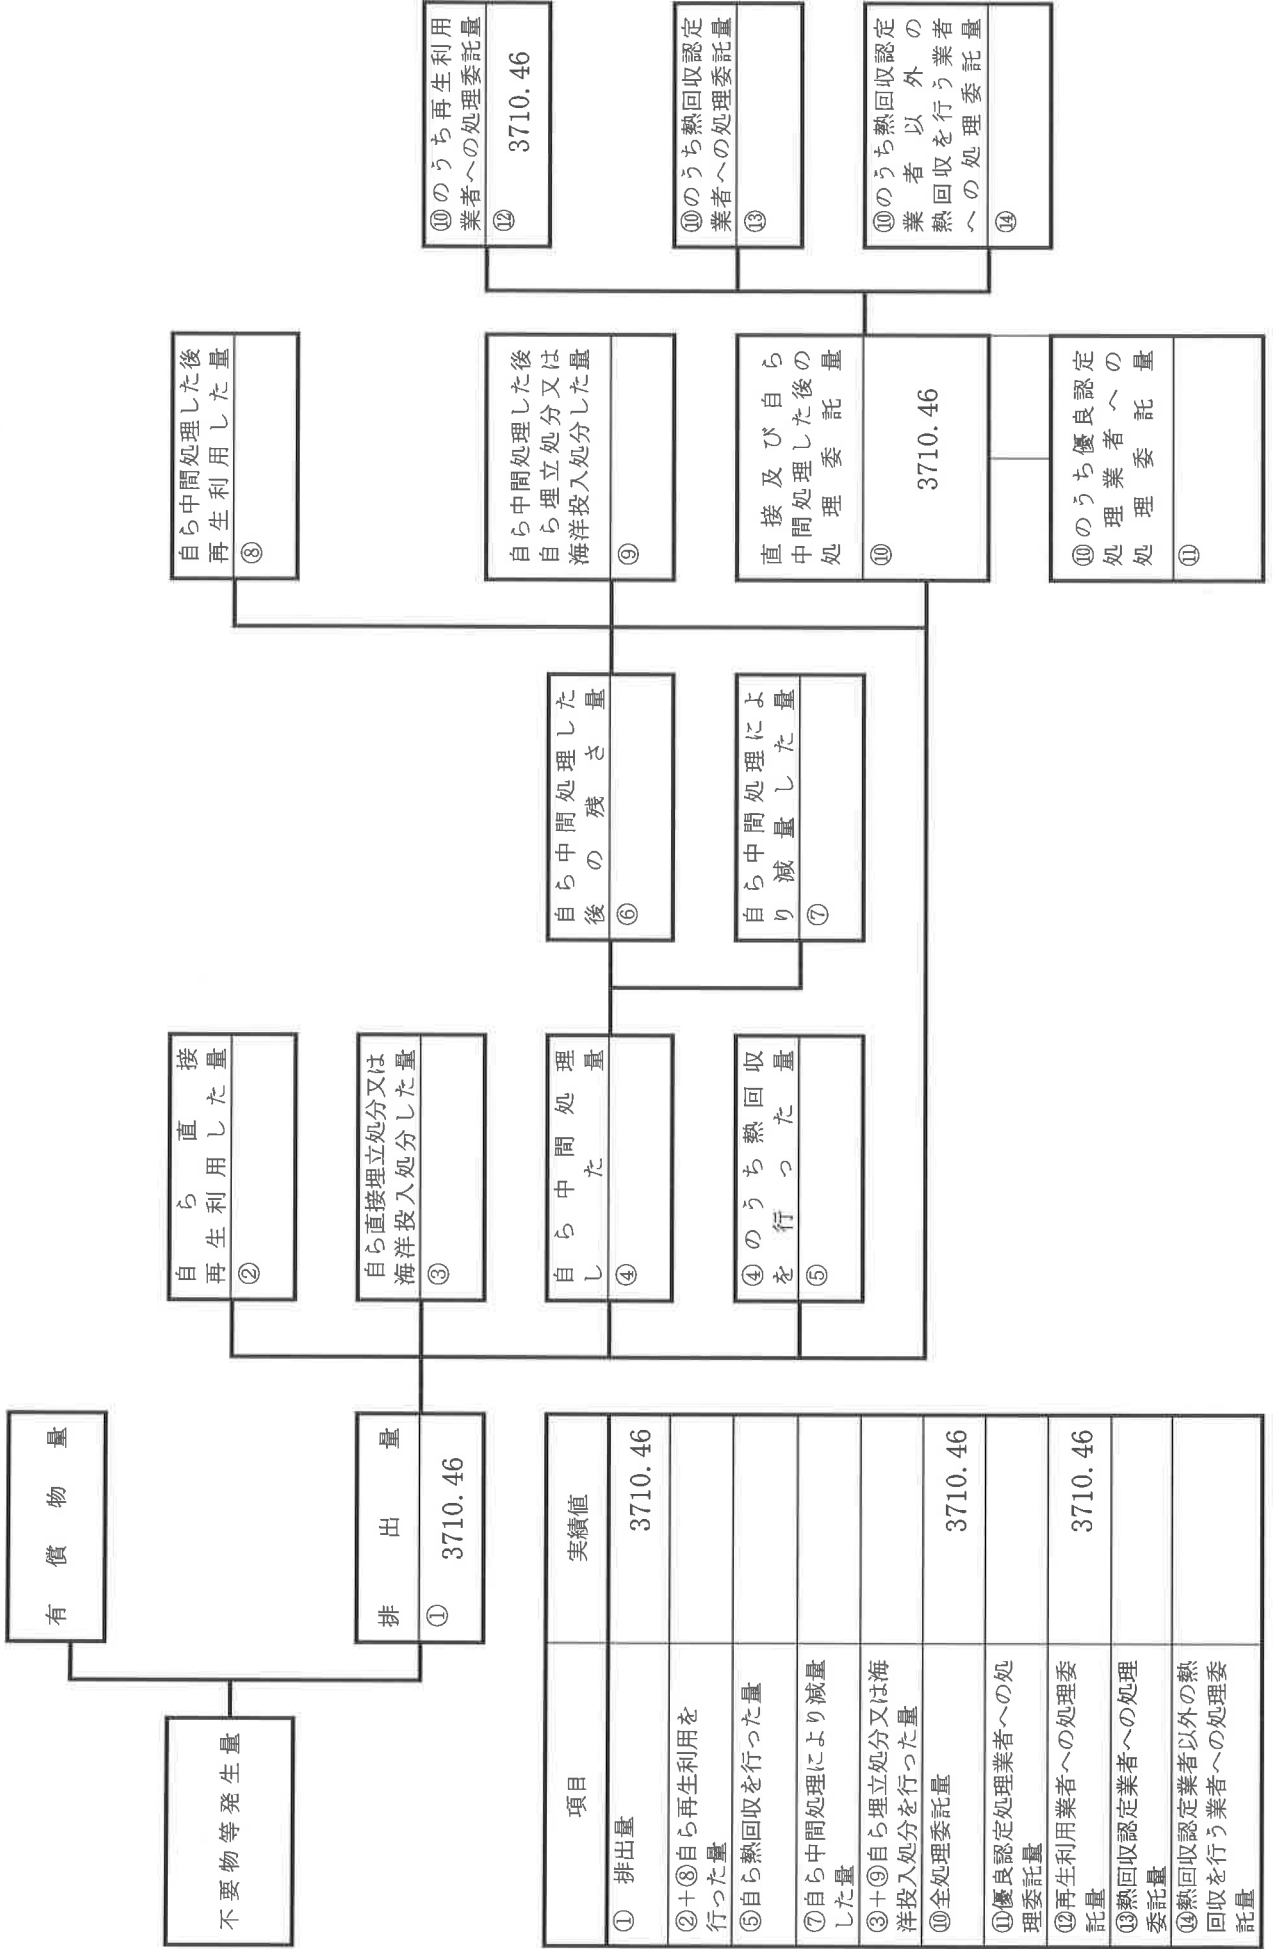 不要物等発生量
有償物量
排出量
① 3710.46
自ら直接
再生利用した量
②
自ら直接埋立処分又は
海洋投入処分した量
③
自ら中間処理
した量
④
④のうち熱回収
を行った量
⑤
自ら中間処理した
後の残さ量
⑥
自ら中間処理によ
り減量した量
⑦
自ら中間処理した後
再生利用した量
⑧
自ら中間処理した後
自ら埋立処分又は
海洋投入処分した量
⑨
直接及び自ら
中間処理した後の
処理委託量
⑩ 3710.46
⑩のうち優良認定
処理業者への
処理委託量
⑪
⑩のうち再生利用
業者への処理委託量
⑫ 3710.46
⑩のうち熱回収認定
業者への処理委託量
⑬
⑩のうち熱回収認定
業者以外の
熱回収を行う業者
への処理委託量
⑭
項目 実績値
① 排出量 3710.46
②+⑧自ら再生利用を
行った量
⑤自ら熱回収を行った量
⑦自ら中間処理により減量
した量
③+⑨自ら埋立処分又は海
洋投入処分を行った量
⑩全処理委託量 3710.46
⑪優良認定処理業者への処
理委託量
⑫再生利用業者への処理委
託量 3710.46
⑬熱回収認定業者への処理
委託量
⑭熱回収認定業者以外の熱
回収を行う業者への処理委
託量